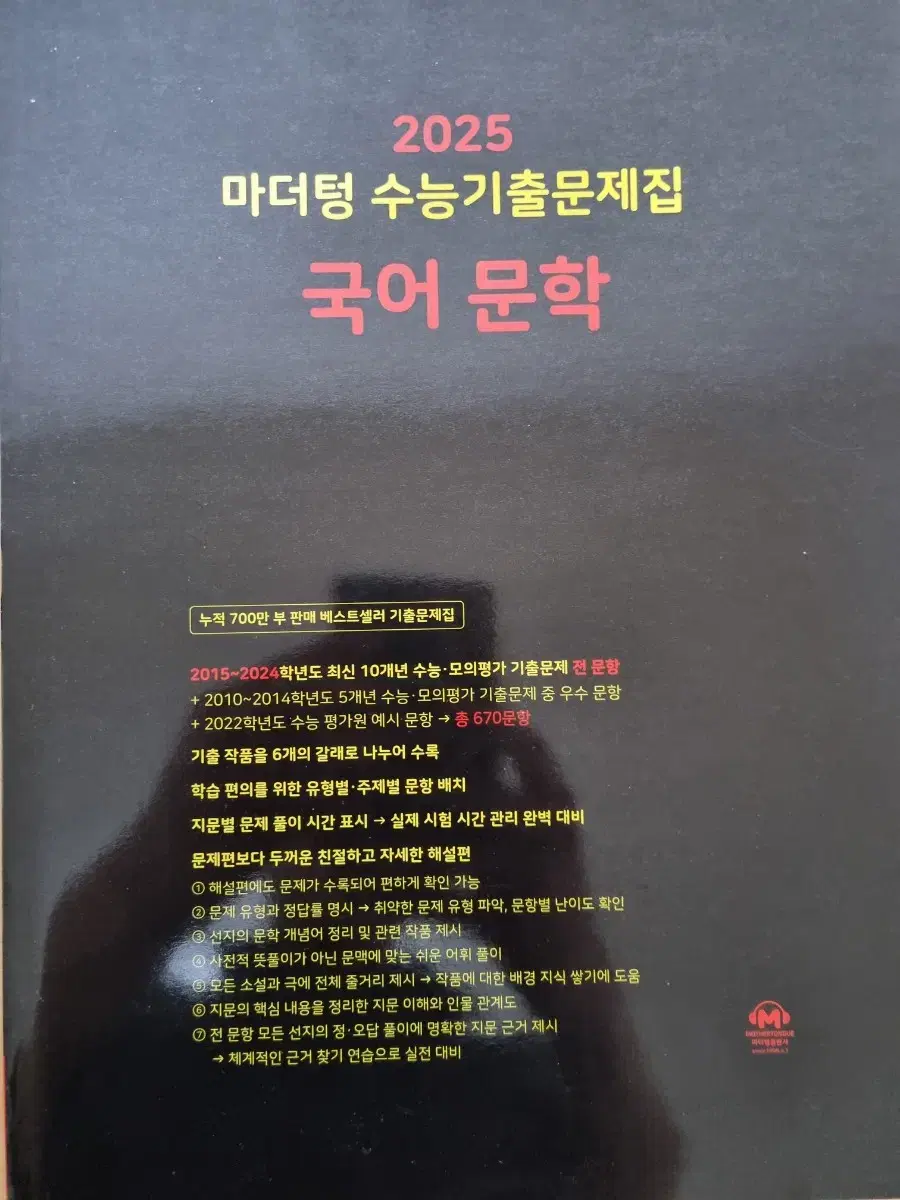 2025
마더텅 수능기출문제집
국어 문학
누적 700만 부 판매 베스트셀러 기출문제집
2015~2024학년도 최신 10개년 수능·모의평가 기출문제 전 문항
+ 2010~2014학년도 5개년 수능·모의평가 기출문제 중 우수 문항
+ 2022학년도 수능 평가원 예시 문항 → 총 670문항
기출 작품을 6개의 갈래로 나누어 수록
학습 편의를 위한 유형별·주제별 문항 배치
지문별 문제 풀이 시간 표시 → 실제 시험 시간 관리 완벽 대비
문제편보다 두꺼운 친절하고 자세한 해설편
① 해설편에도 문제가 수록되어 편하게 확인 가능
② 문제 유형과 정답률 명시 → 취약한 문제 유형 파악, 문항별 난이도 확인
③ 선지의 문학 개념어 정리 및 관련 작품 제시
④ 사전적 뜻풀이가 아닌 문맥에 맞는 쉬운 어휘 풀이
⑤ 모든 소설과 극에 전체 줄거리 제시 → 작품에 대한 배경 지식 쌓기에 도움
⑥ 지문의 핵심 내용을 정리한 지문 이해와 인물 관계도
⑦ 전 문항 모든 선지의 정·오답 풀이에 명확한 지문 근거 제시
→ 체계적인 근거 찾기 연습으로 실전 대비
M
MOTHERTONGUE
마더텅출판사